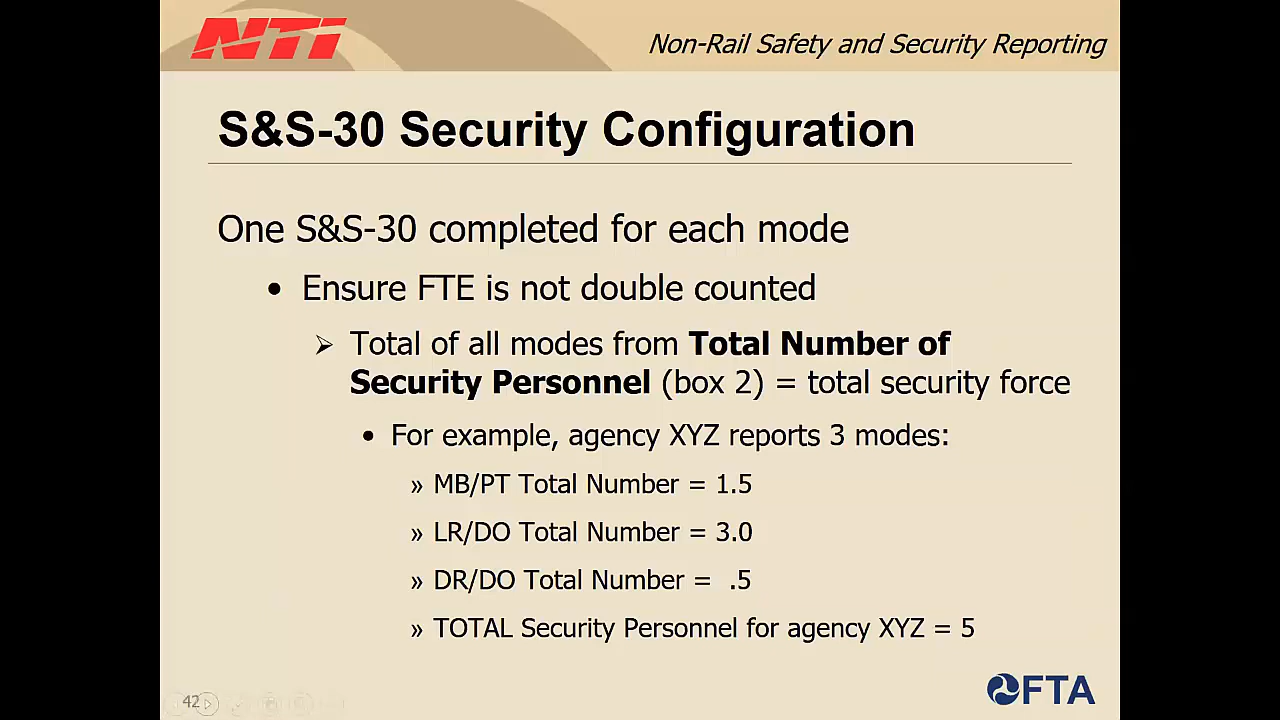 NTI
Non-Rail Safety and Security Reporting
S&S-30 Security Configuration
One S&S-30 completed for each mode
• Ensure FTE is not double counted
➢ Total of all modes from Total Number of
Security Personnel (box 2) = total security force
• For example, agency XYZ reports 3 modes:
» MB/PT Total Number = 1.5
» LR/DO Total Number = 3.0
» DR/DO Total Number = .5
» TOTAL Security Personnel for agency XYZ = 5
42
FTA